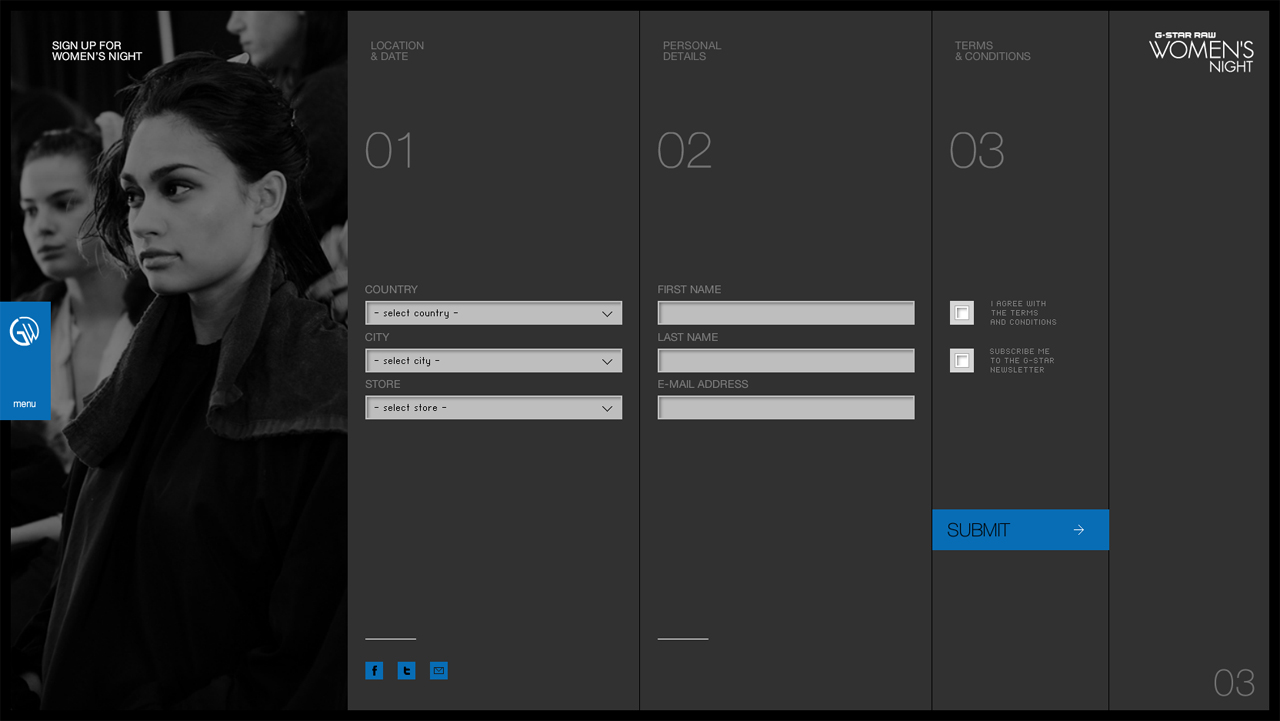 SIGN UP FOR
WOMEN'S NIGHT
menu
LOCATION
& DATE
01
COUNTRY
- select country -
CITY
- select city -
STORE
- select store -
PERSONAL
DETAILS
02
FIRST NAME
LAST NAME
E-MAIL ADDRESS
TERMS
& CONDITIONS
03
I AGREE WITH
THE TERMS
AND CONDITIONS
SUBSCRIBE ME
TO THE G-STAR
NEWSLETTER
SUBMIT
G-STAR RAW
WOMEN'S
NIGHT
03